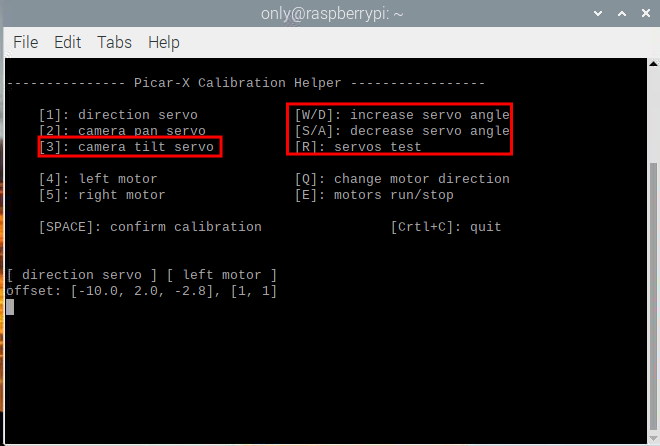 only@raspberrypi: ~
File Edit Tabs Help
--------------- Picar-X Calibration Helper -----------------
[1]: direction servo [W/D]: increase servo angle
[2]: camera pan servo [S/A]: decrease servo angle
[3]: camera tilt servo [R]: servos test
[4]: left motor [Q]: change motor direction
[5]: right motor [E]: motors run/stop
[SPACE]: confirm calibration [Crtl+C]: quit
[ direction servo ] [ left motor ]
offset: [-10.0, 2.0, -2.8], [1, 1]